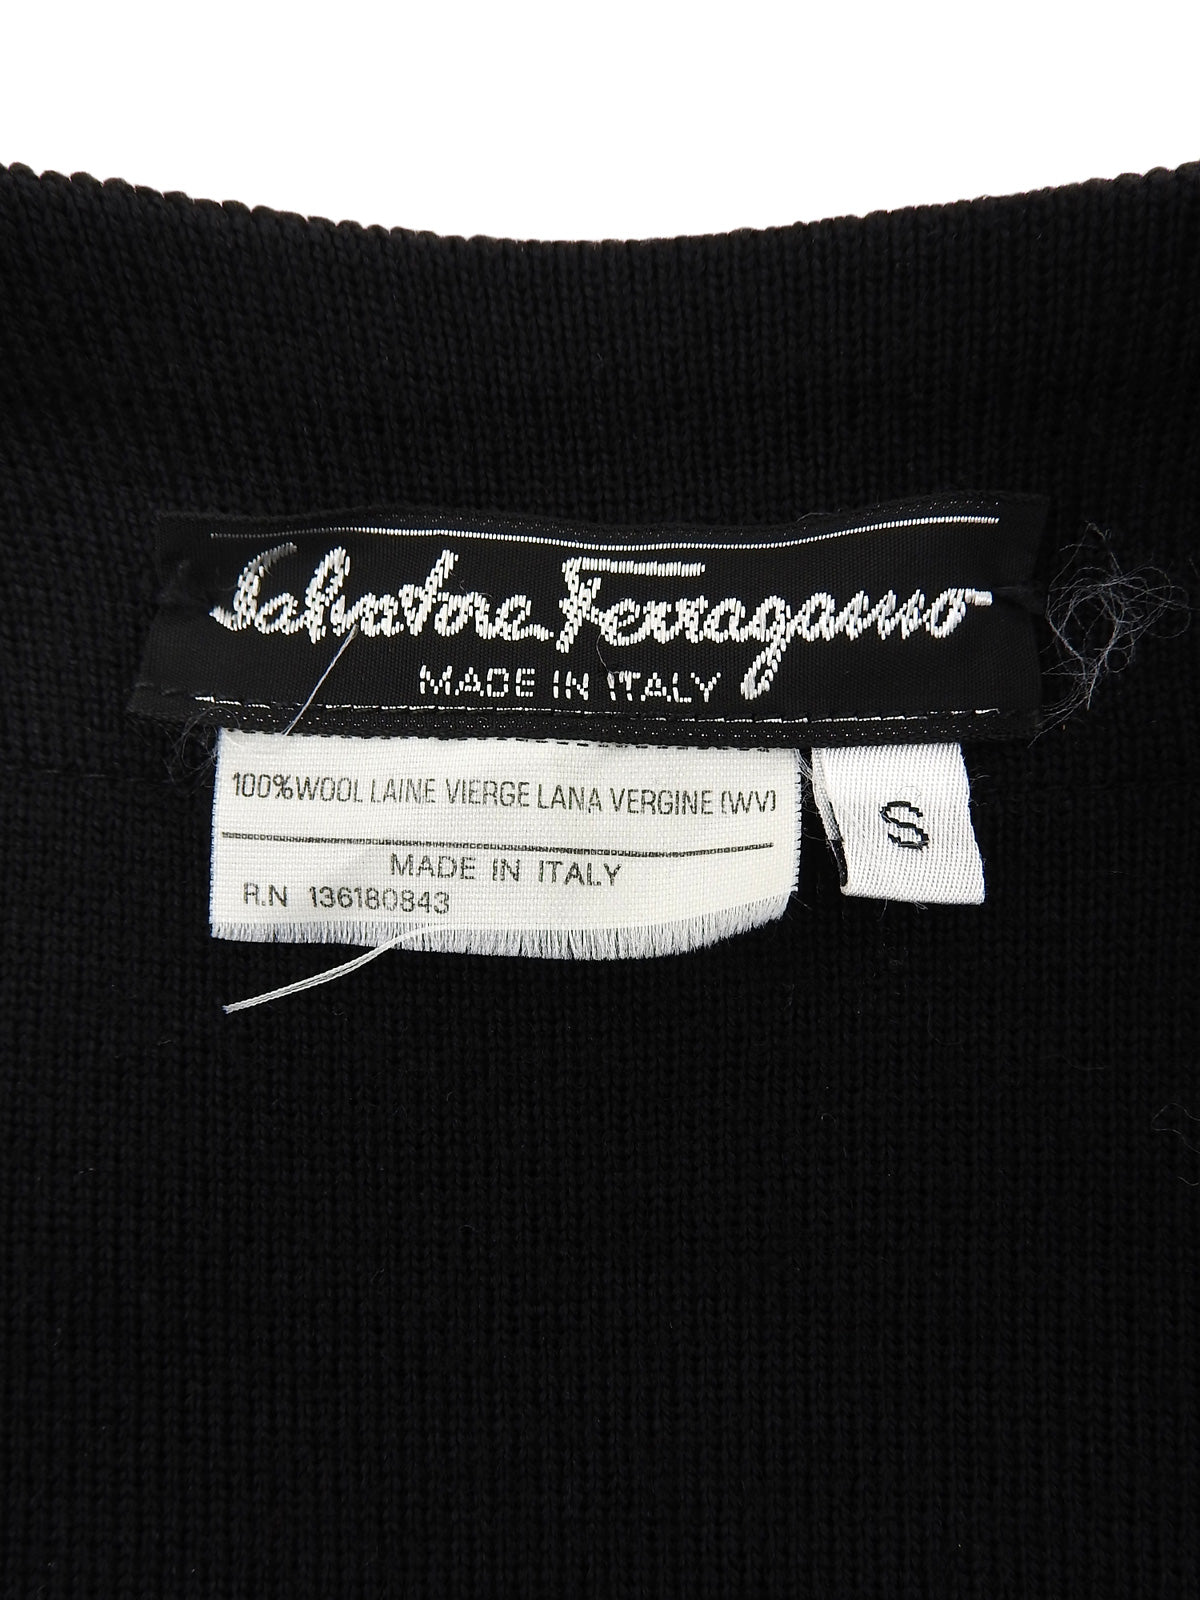 Salvatore Ferragamo
MADE IN ITALY
100%WOOL LAINE VIERGE LANA VERGINE (WV)
MADE IN ITALY
R.N 136180843
S